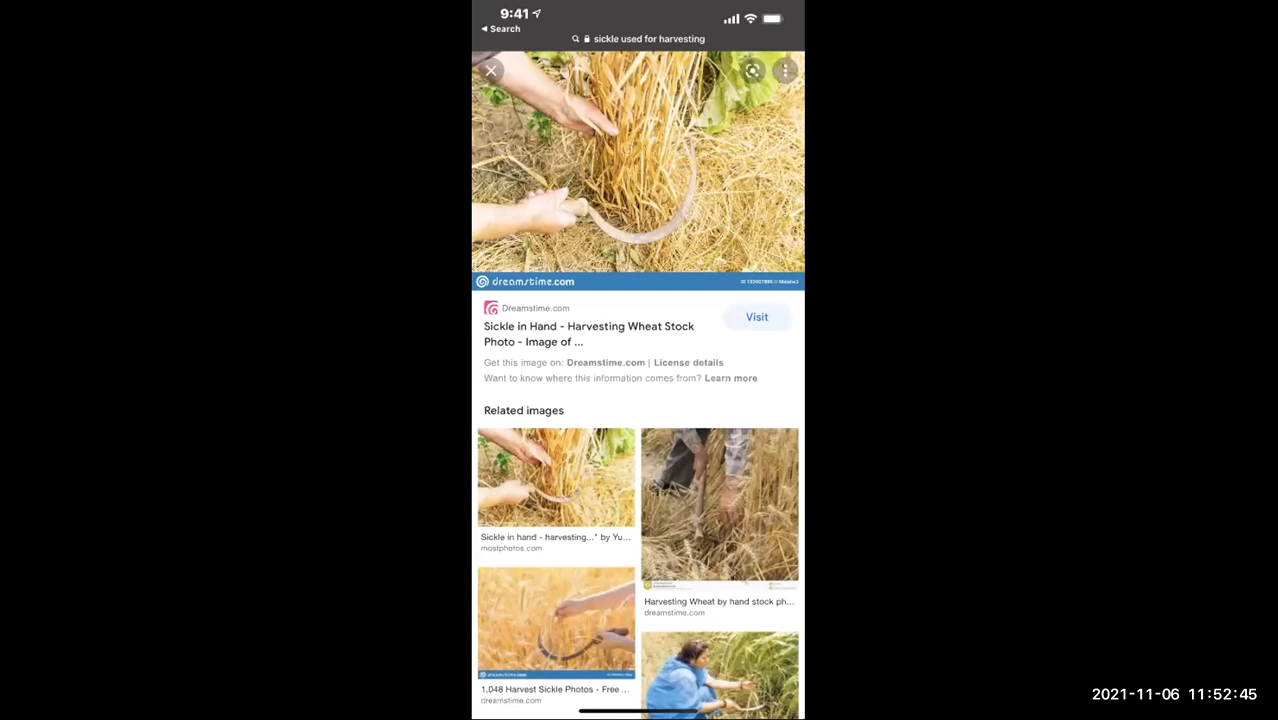 9:41
◀ Search
sickle used for harvesting
dreamstime.com
Dreamstime.com
Visit
Sickle in Hand - Harvesting Wheat Stock
Photo - Image of ...
Get this image on: Dreamstime.com | License details
Want to know where this information comes from? Learn more
Related images
Sickle in hand - harvesting..." by Yu...
mostphotos.com
Harvesting Wheat by hand stock ph...
dreamstime.com
1,048 Harvest Sickle Photos - Free ...
dreamstime.com
2021-11-06 11:52:45